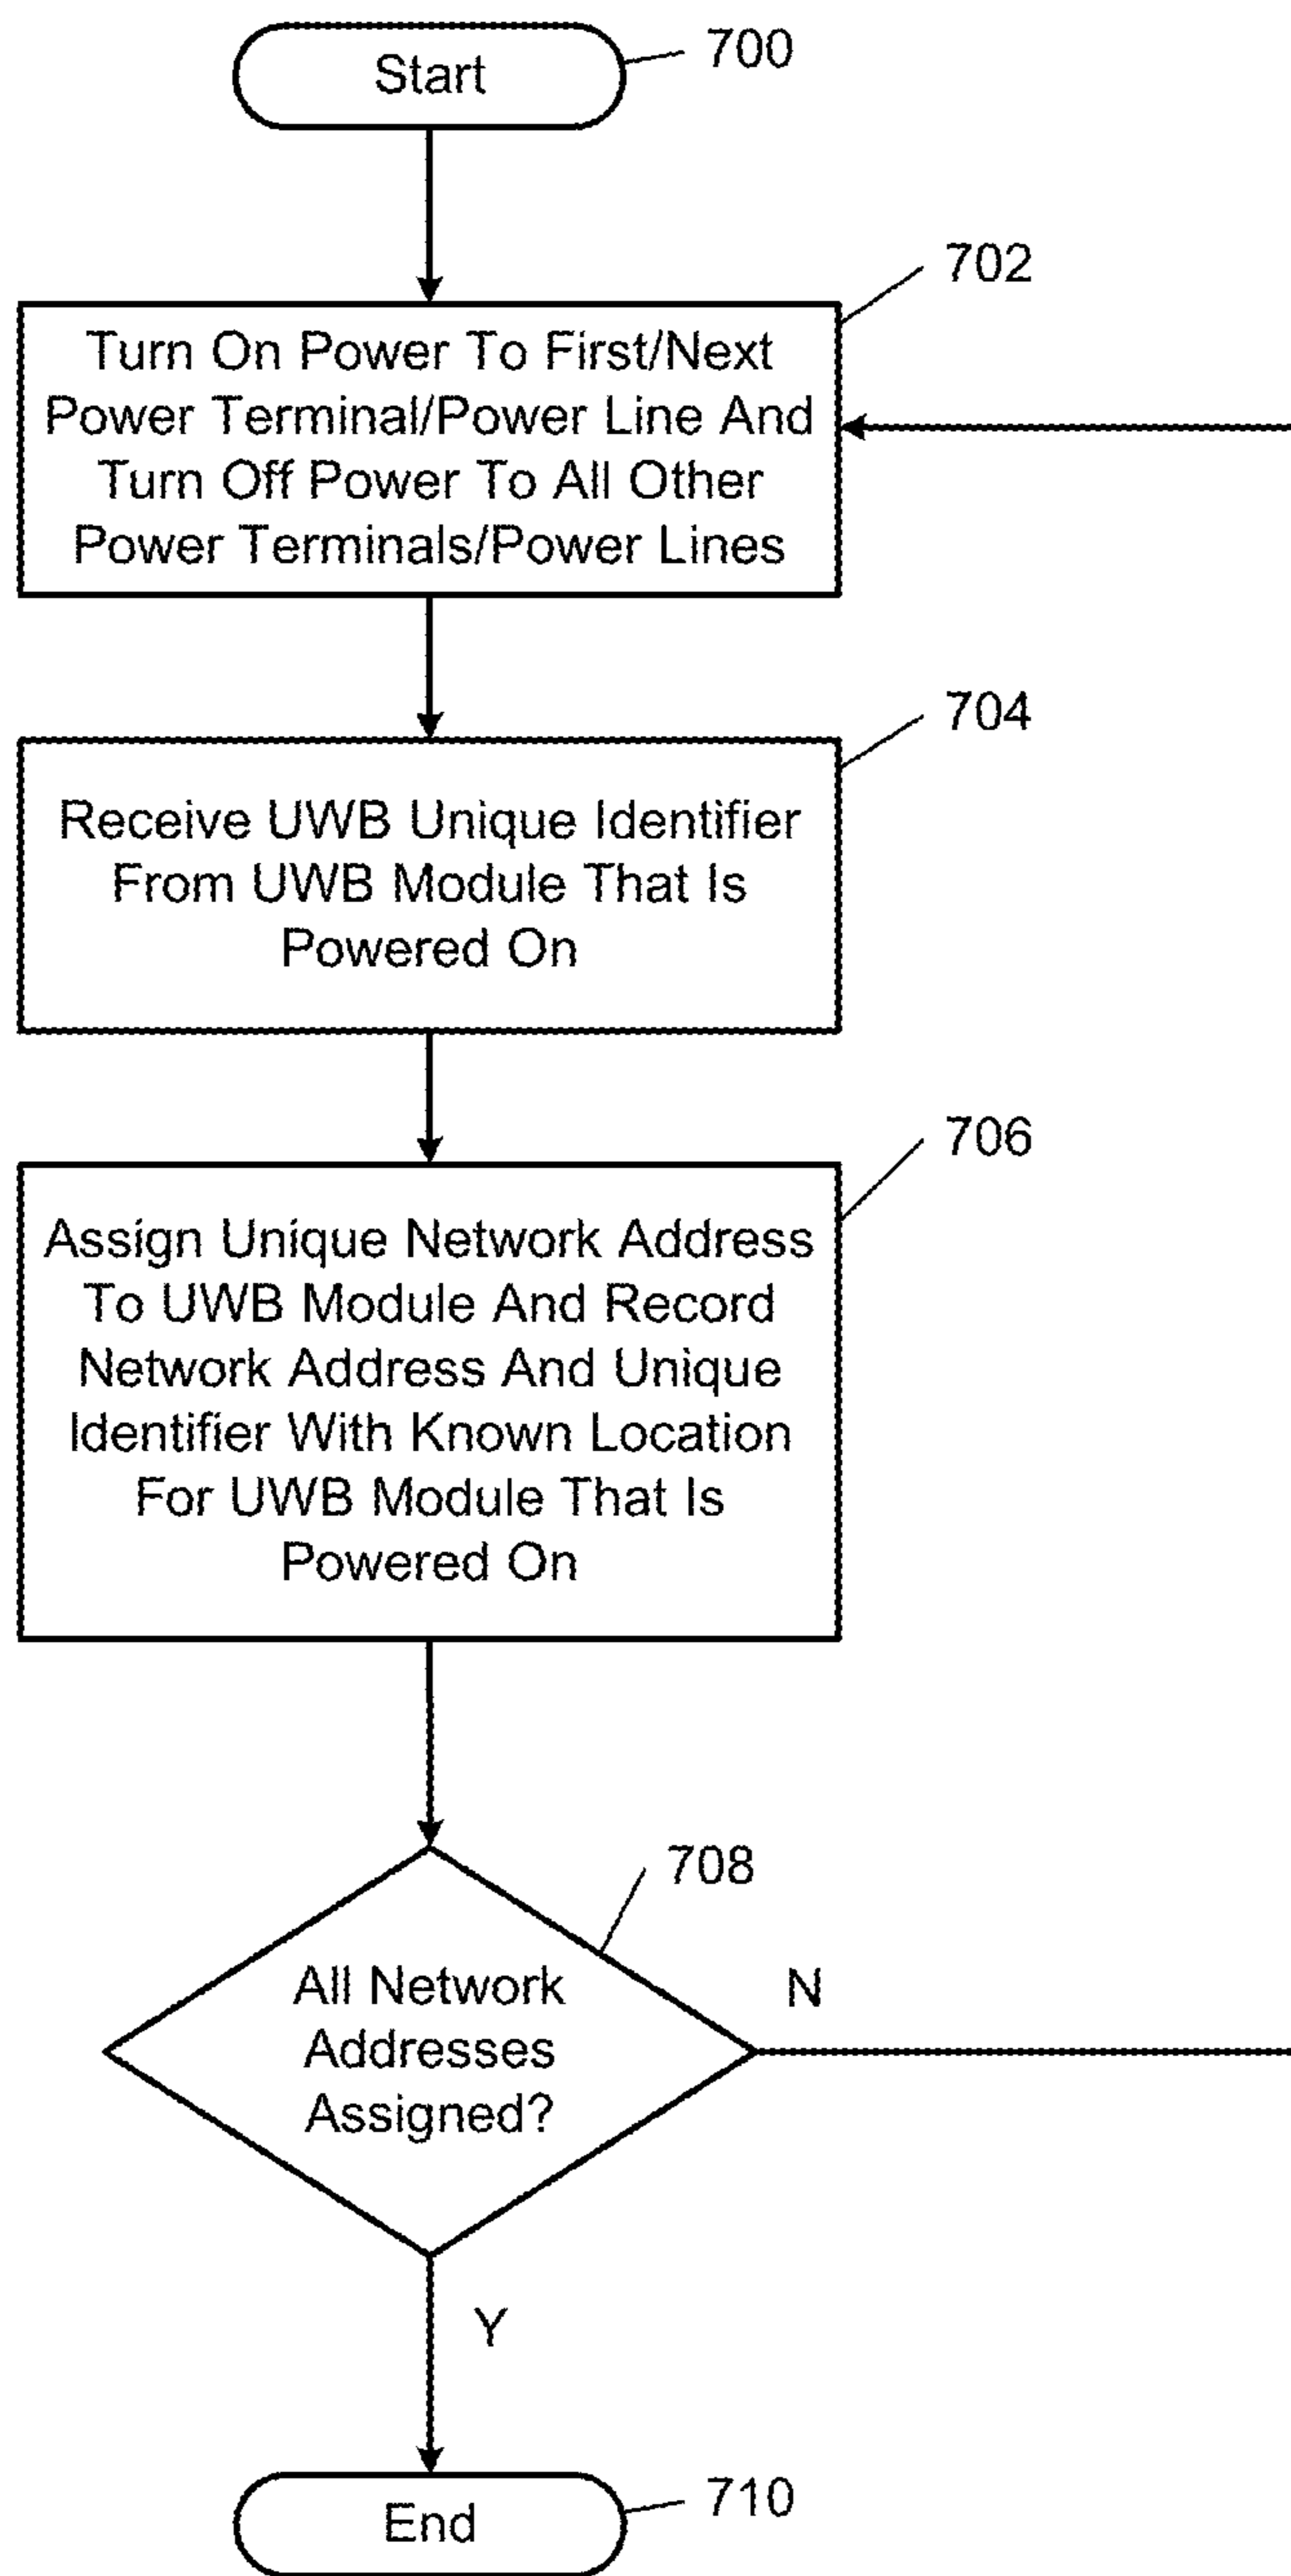 Start
700
702
Turn On Power To First/Next
Power Terminal/Power Line And
Turn Off Power To All Other
Power Terminals/Power Lines
704
Receive UWB Unique Identifier
From UWB Module That Is
Powered On
706
Assign Unique Network Address
To UWB Module And Record
Network Address And Unique
Identifier With Known Location
For UWB Module That Is
Powered On
708
All Network
Addresses
Assigned?
N
Y
End
710